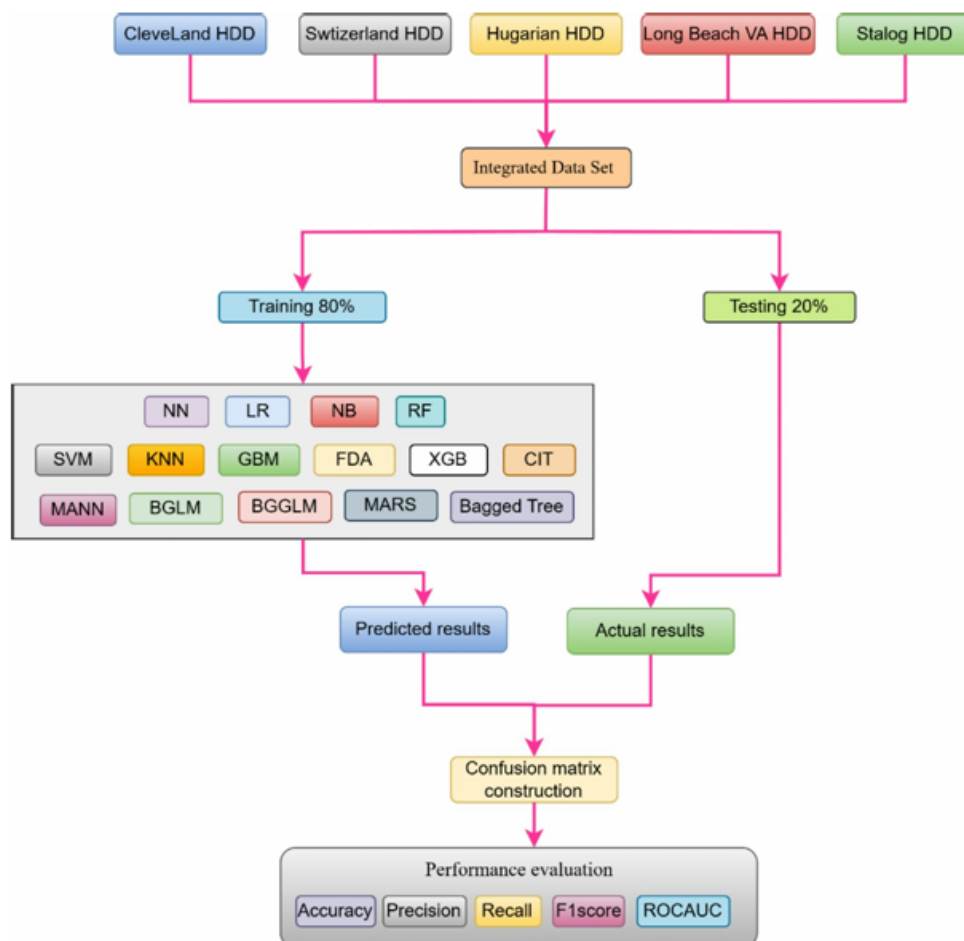 CleveLand HDD
Swtizerland HDD
Hugarian HDD
Long Beach VA HDD
Stalog HDD
Integrated Data Set
Training 80%
Testing 20%
NN
LR
NB
RF
SVM
KNN
GBM
FDA
XGB
CIT
MANN
BGLM
BGGLM
MARS
Bagged Tree
Predicted results
Actual results
Confusion matrix
construction
Performance evaluation
Accuracy
Precision
Recall
F1score
ROCAUC